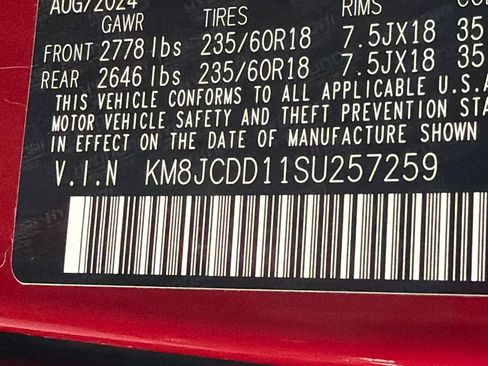 AUG/2024
GAWR TIRES RIMS
FRONT 2778 lbs 235/60R18 7.5JX18 35
REAR 2646 lbs 235/60R18 7.5JX18 35
THIS VEHICLE CONFORMS TO ALL APPLICABLE U.S.A
MOTOR VEHICLE SAFETY AND THEFT PREVENTION STA
IN EFFECT ON THE DATE OF MANUFACTURE SHOWN
V.I.N KM8JCDD11SU257259